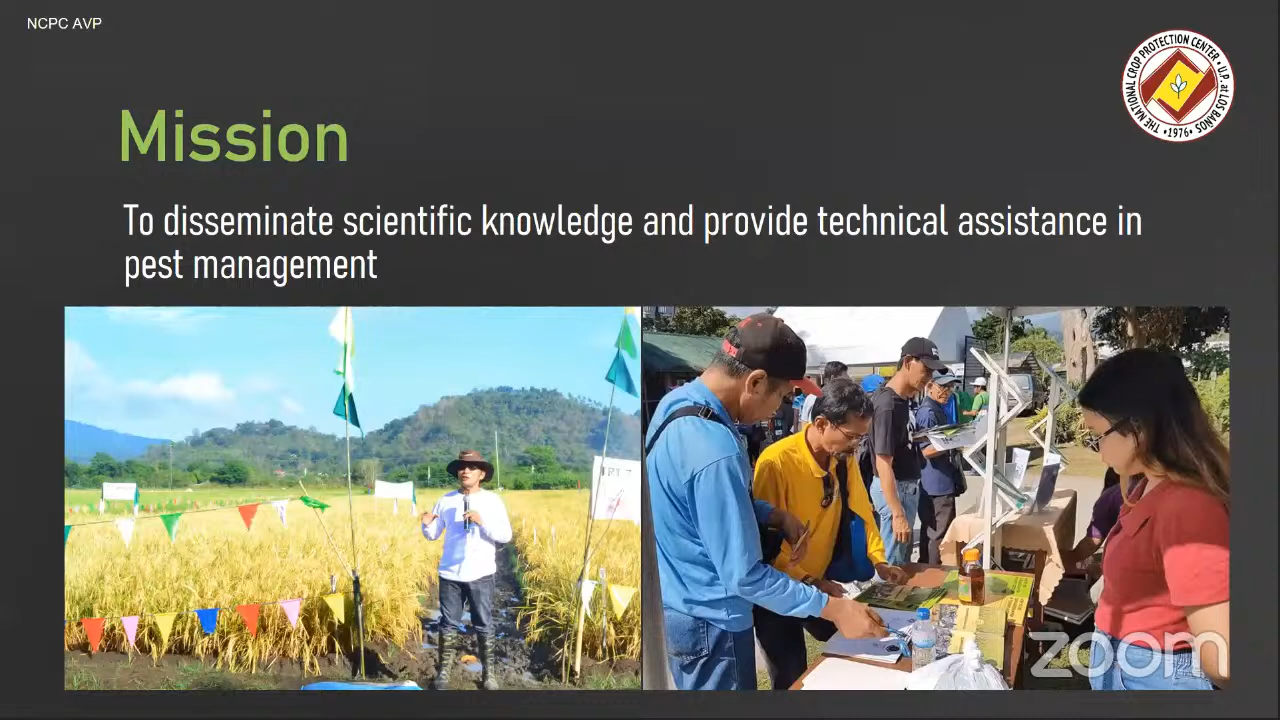 NCPC AVP
THE NATIONAL CROP PROTECTION CENTER • U.P. at LOS BAÑOS
•1976•
Mission
To disseminate scientific knowledge and provide technical assistance in
pest management
zoom